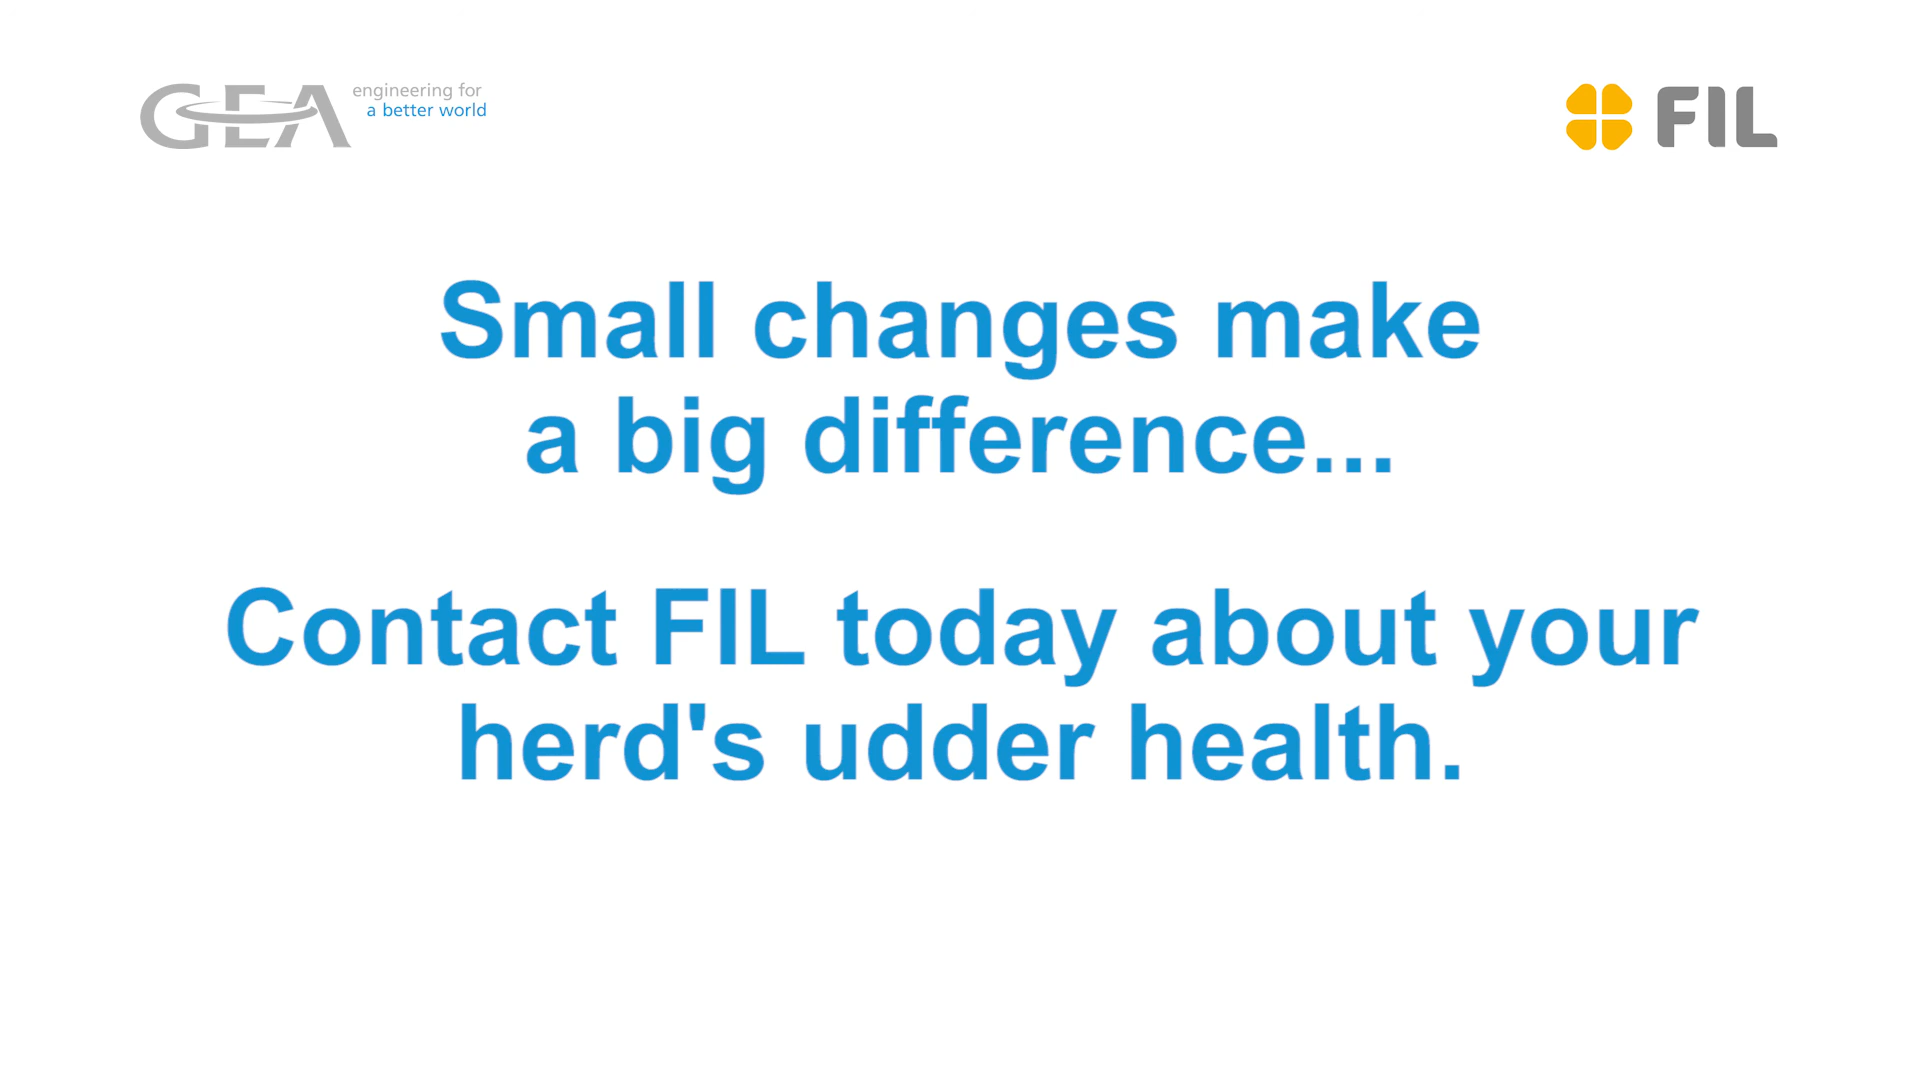 GEA engineering for
a better world
FIL
Small changes make
a big difference...
Contact FIL today about your
herd's udder health.